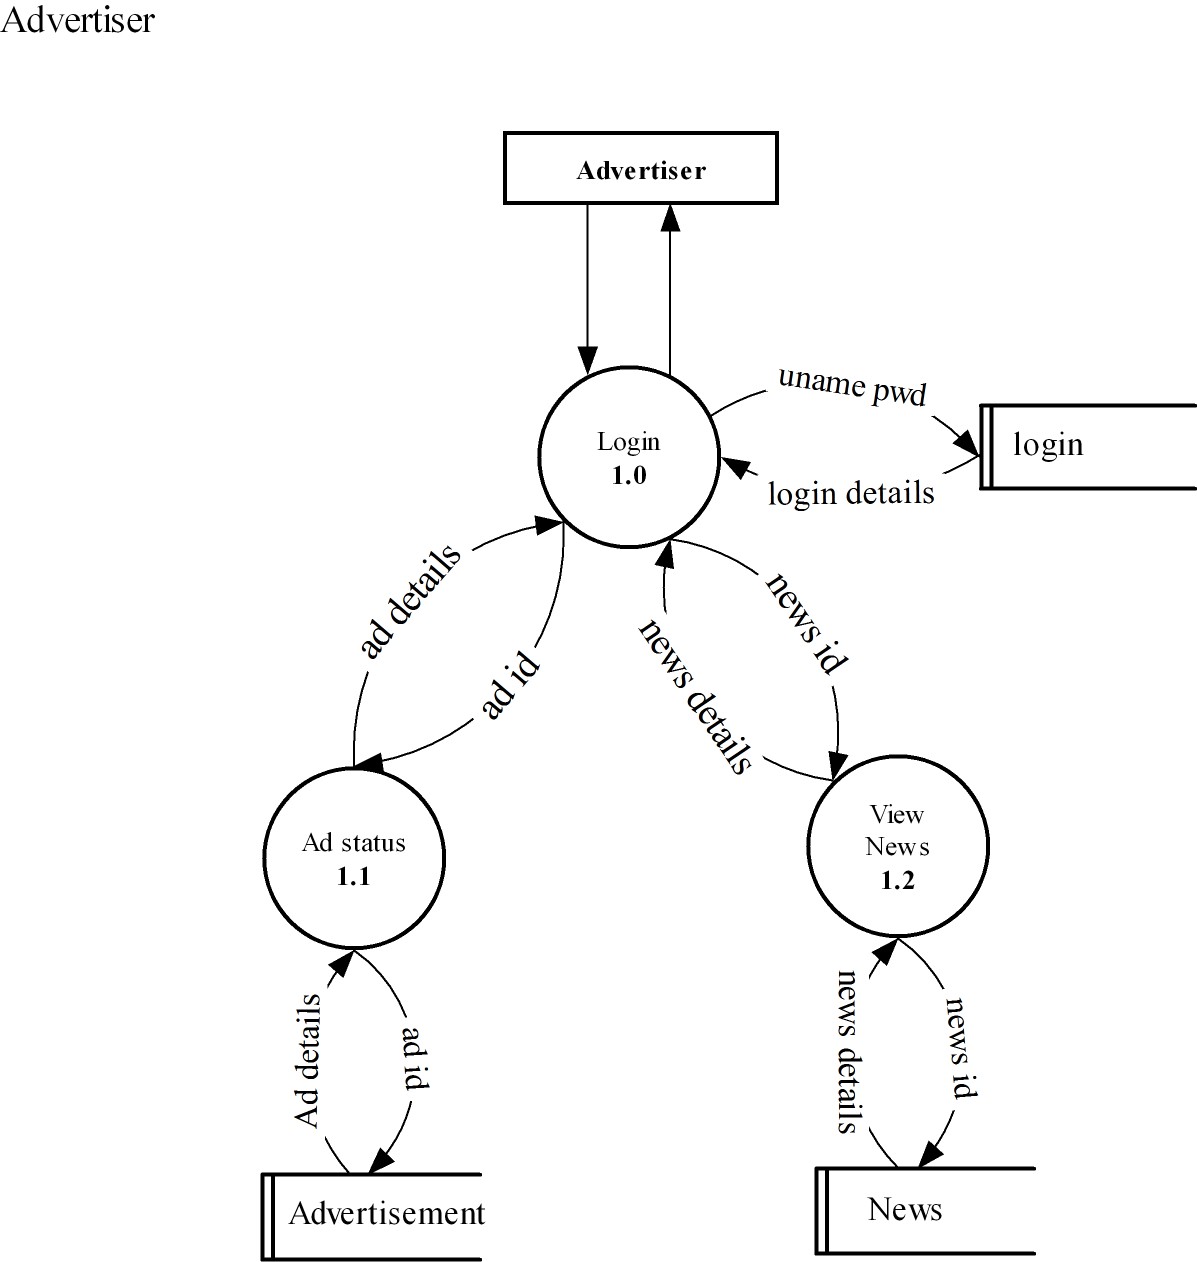 Advertiser
Advertiser
uname pwd
Login
1.0
login
login details
ad details
news id
ad id
news details
Ad status
1.1
View
News
1.2
Ad details
ad id
news details
news id
Advertisement
News